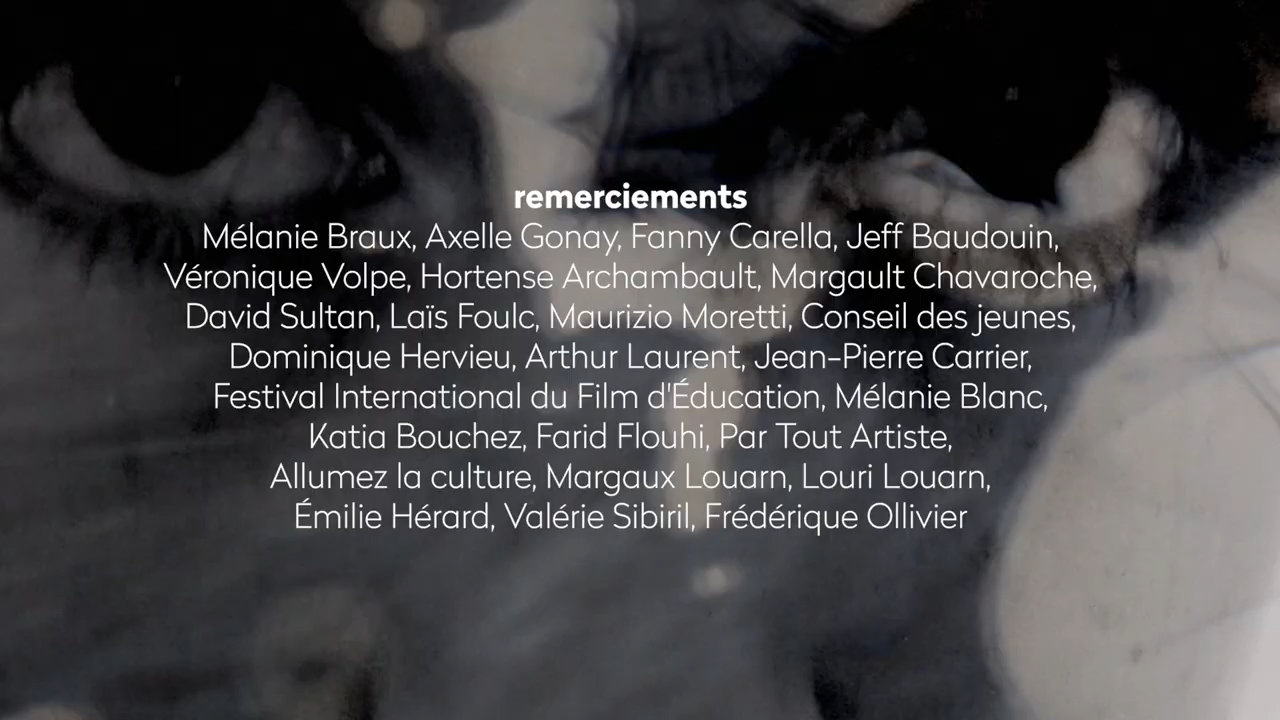 remerciements
Mélanie Braux, Axelle Gonay, Fanny Carella, Jeff Baudouin,
Véronique Volpe, Hortense Archambault, Margault Chavaroche,
David Sultan, Laïs Foulc, Maurizio Moretti, Conseil des jeunes,
Dominique Hervieu, Arthur Laurent, Jean-Pierre Carrier,
Festival International du Film d'Éducation, Mélanie Blanc,
Katia Bouchez, Farid Flouhi, Par Tout Artiste,
Allumez la culture, Margaux Louarn, Louri Louarn,
Émilie Hérard, Valérie Sibiril, Frédérique Ollivier